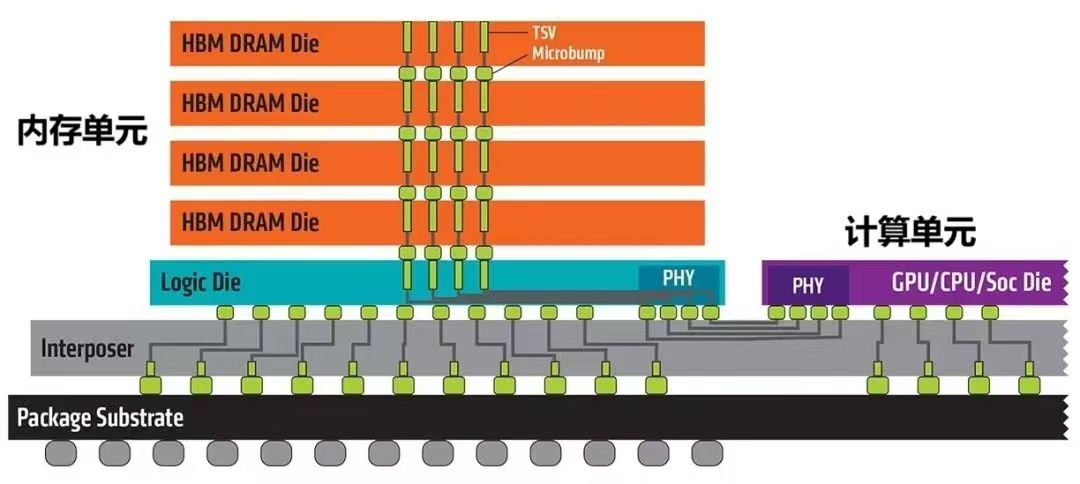 HBM DRAM Die
TSV
Microbump
HBM DRAM Die
内存单元
HBM DRAM Die
HBM DRAM Die
计算单元
Logic Die
PHY
PHY
GPU/CPU/Soc Die
Interposer
Package Substrate